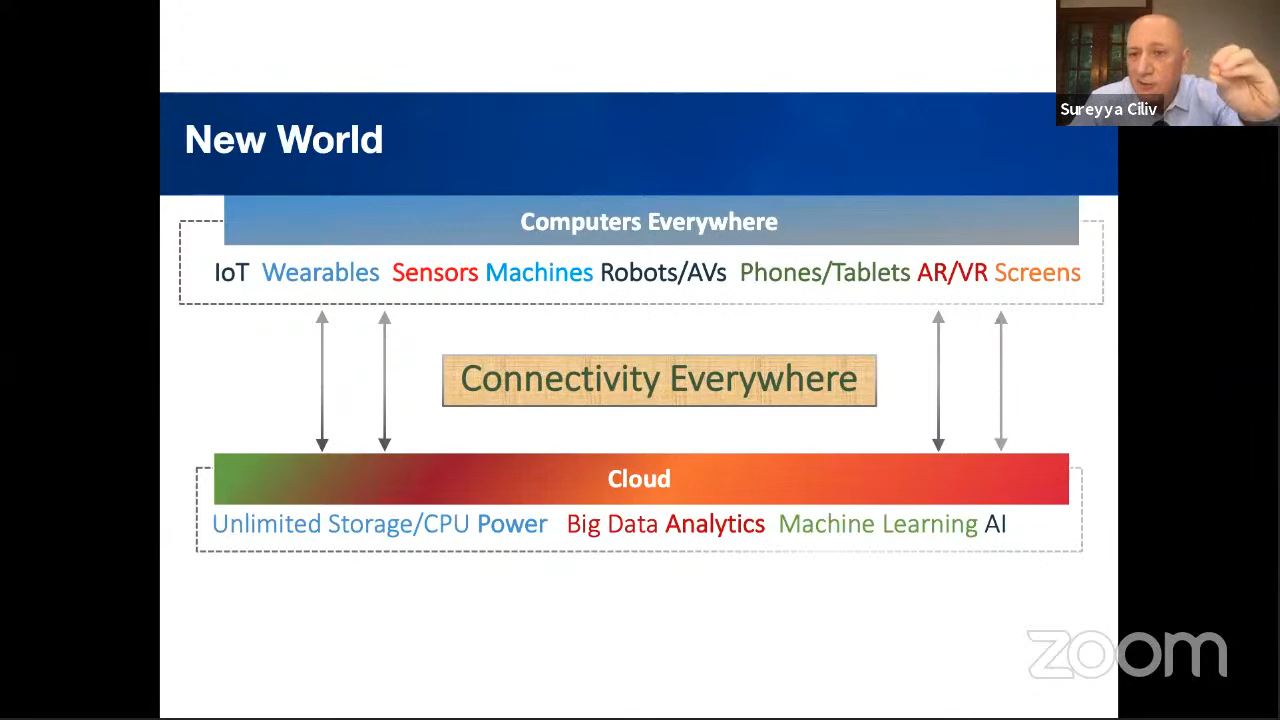 Sureyya Ciliv
New World
Computers Everywhere
IoT Wearables Sensors Machines Robots/AVs Phones/Tablets AR/VR Screens
Connectivity Everywhere
Cloud
Unlimited Storage/CPU Power Big Data Analytics Machine Learning AI
zoom